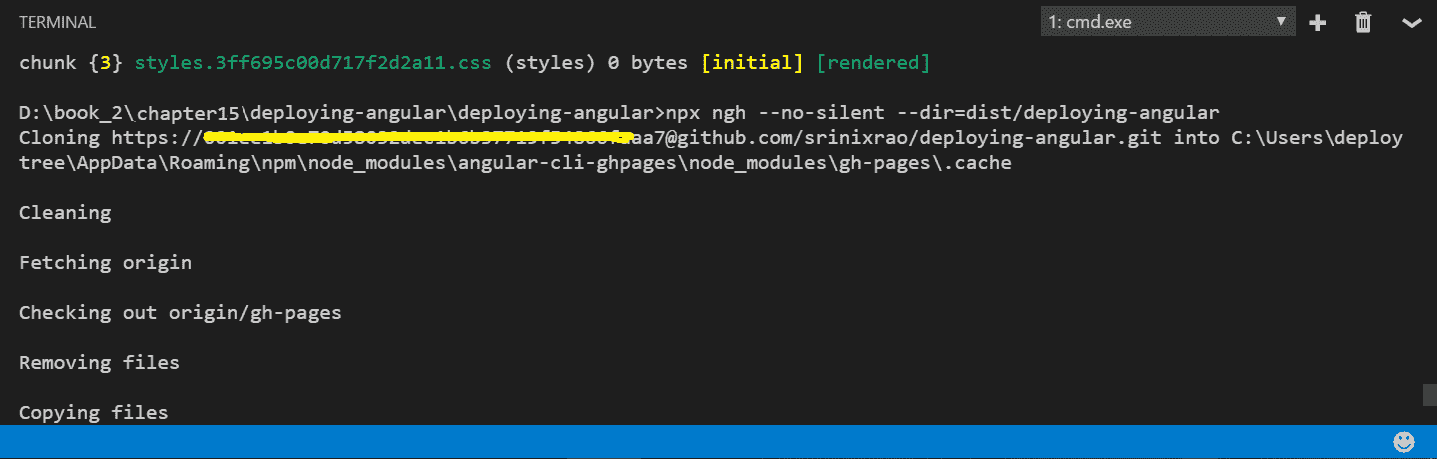 TERMINAL
1: cmd.exe
chunk {3} styles.3ff695c00d717f2d2a11.css (styles) 0 bytes [initial] [rendered]
D:\book_2\chapter15\deploying-angular\deploying-angular>npx ngh --no-silent --dir=dist/deploying-angular
Cloning https:// aa7@github.com/srinixrao/deploying-angular.git into C:\Users\deploy
tree\AppData\Roaming\npm\node_modules\angular-cli-ghpages\node_modules\gh-pages\.cache
Cleaning
Fetching origin
Checking out origin/gh-pages
Removing files
Copying files